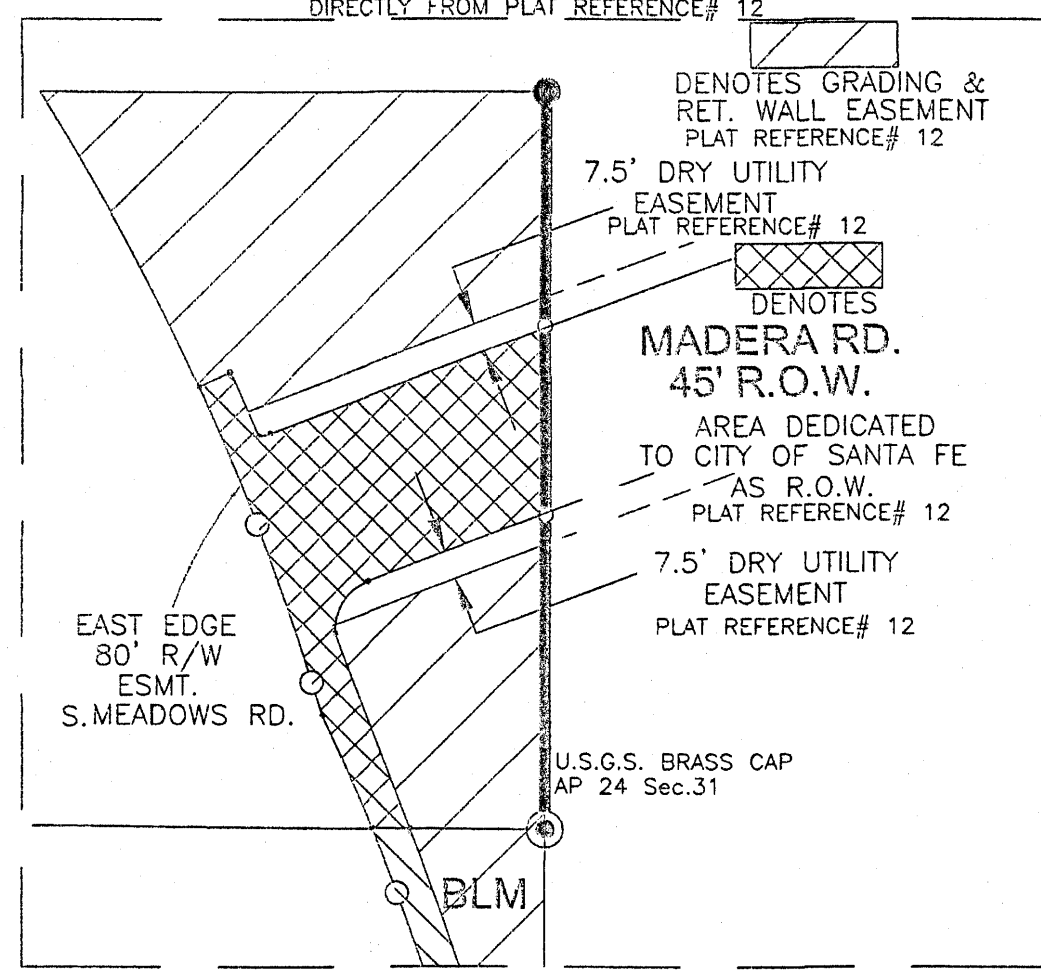 DIRECTLY FROM PLAT REFERENCE# 12
DENOTES GRADING &
RET. WALL EASEMENT
PLAT REFERENCE# 12
7.5' DRY UTILITY
EASEMENT
PLAT REFERENCE# 12
DENOTES
MADERA RD.
45' R.O.W.
AREA DEDICATED
TO CITY OF SANTA FE
AS R.O.W.
PLAT REFERENCE# 12
7.5' DRY UTILITY
EASEMENT
PLAT REFERENCE# 12
EAST EDGE
80' R/W
ESMT.
S.MEADOWS RD.
U.S.G.S. BRASS CAP
AP 24 Sec.31
BLM